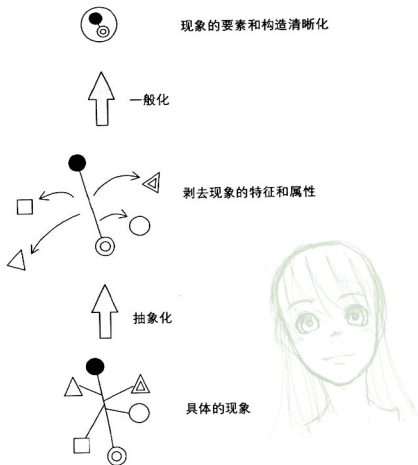 现象的要素和构造清晰化
一般化
剥去现象的特征和属性
抽象化
具体的现象